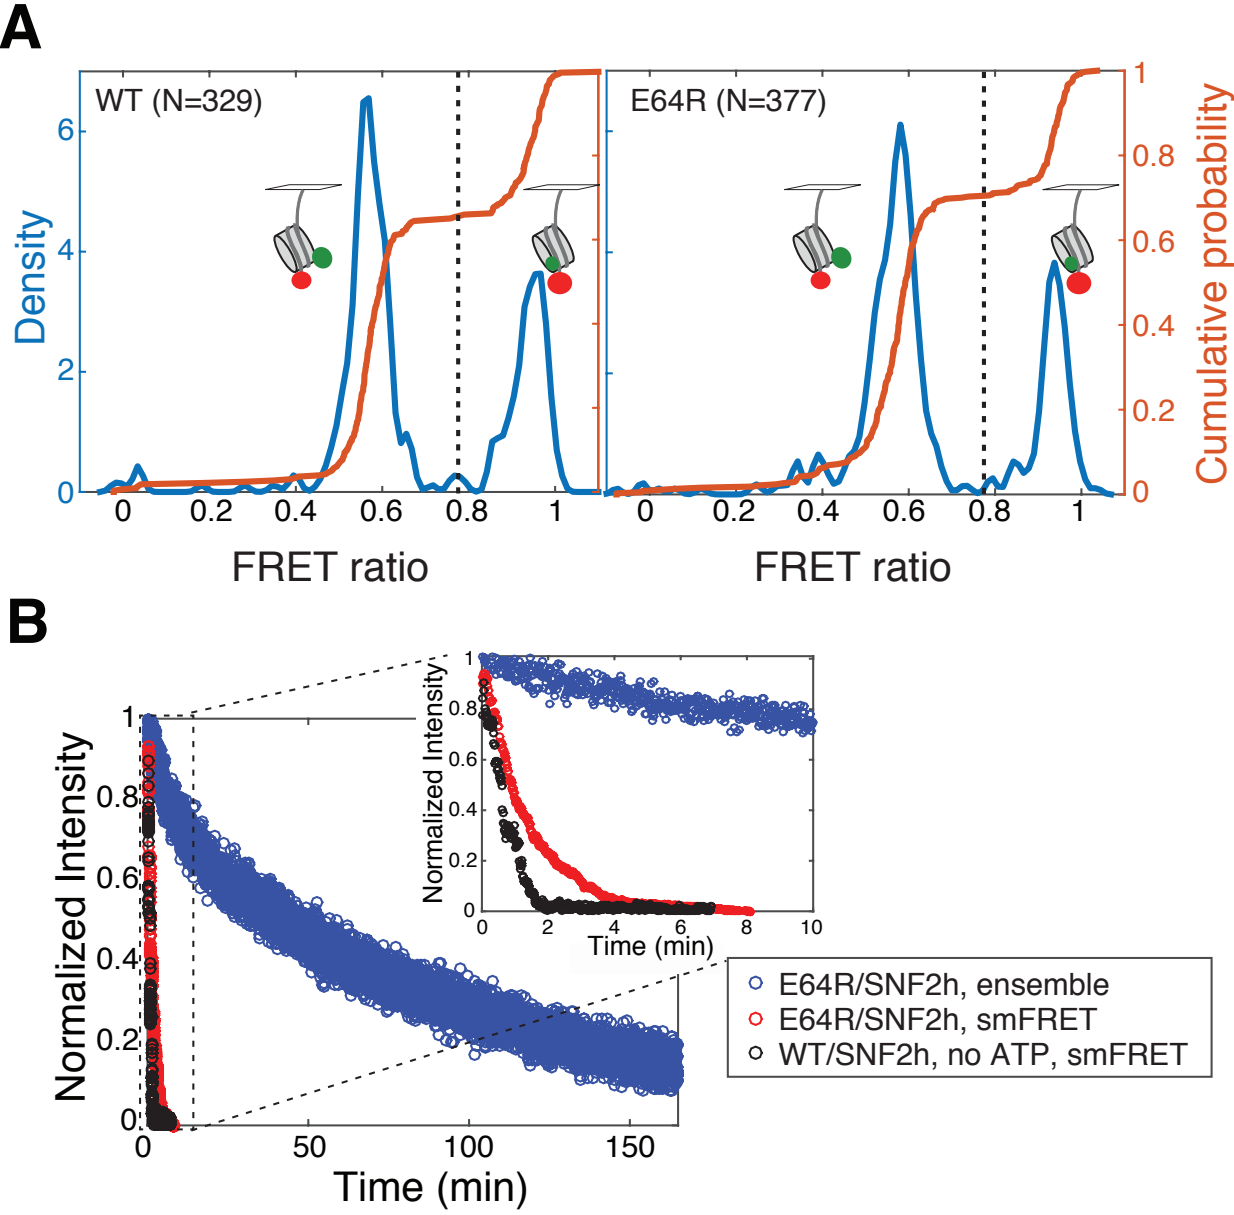 A
WT (N=329)
E64R (N=377)
Density
Cumulative probability
6
4
2
0
1
0.8
0.6
0.4
0.2
0
0 0.2 0.4 0.6 0.8 1
0 0.2 0.4 0.6 0.8 1
FRET ratio
FRET ratio
B
Normalized Intensity
1
0.8
0.6
0.4
0.2
0
0 50 100 150
Time (min)
Normalized Intensity
1
0.8
0.6
0.4
0.2
0
0 2 4 6 8 10
Time (min)
E64R/SNF2h, ensemble
E64R/SNF2h, smFRET
WT/SNF2h, no ATP, smFRET